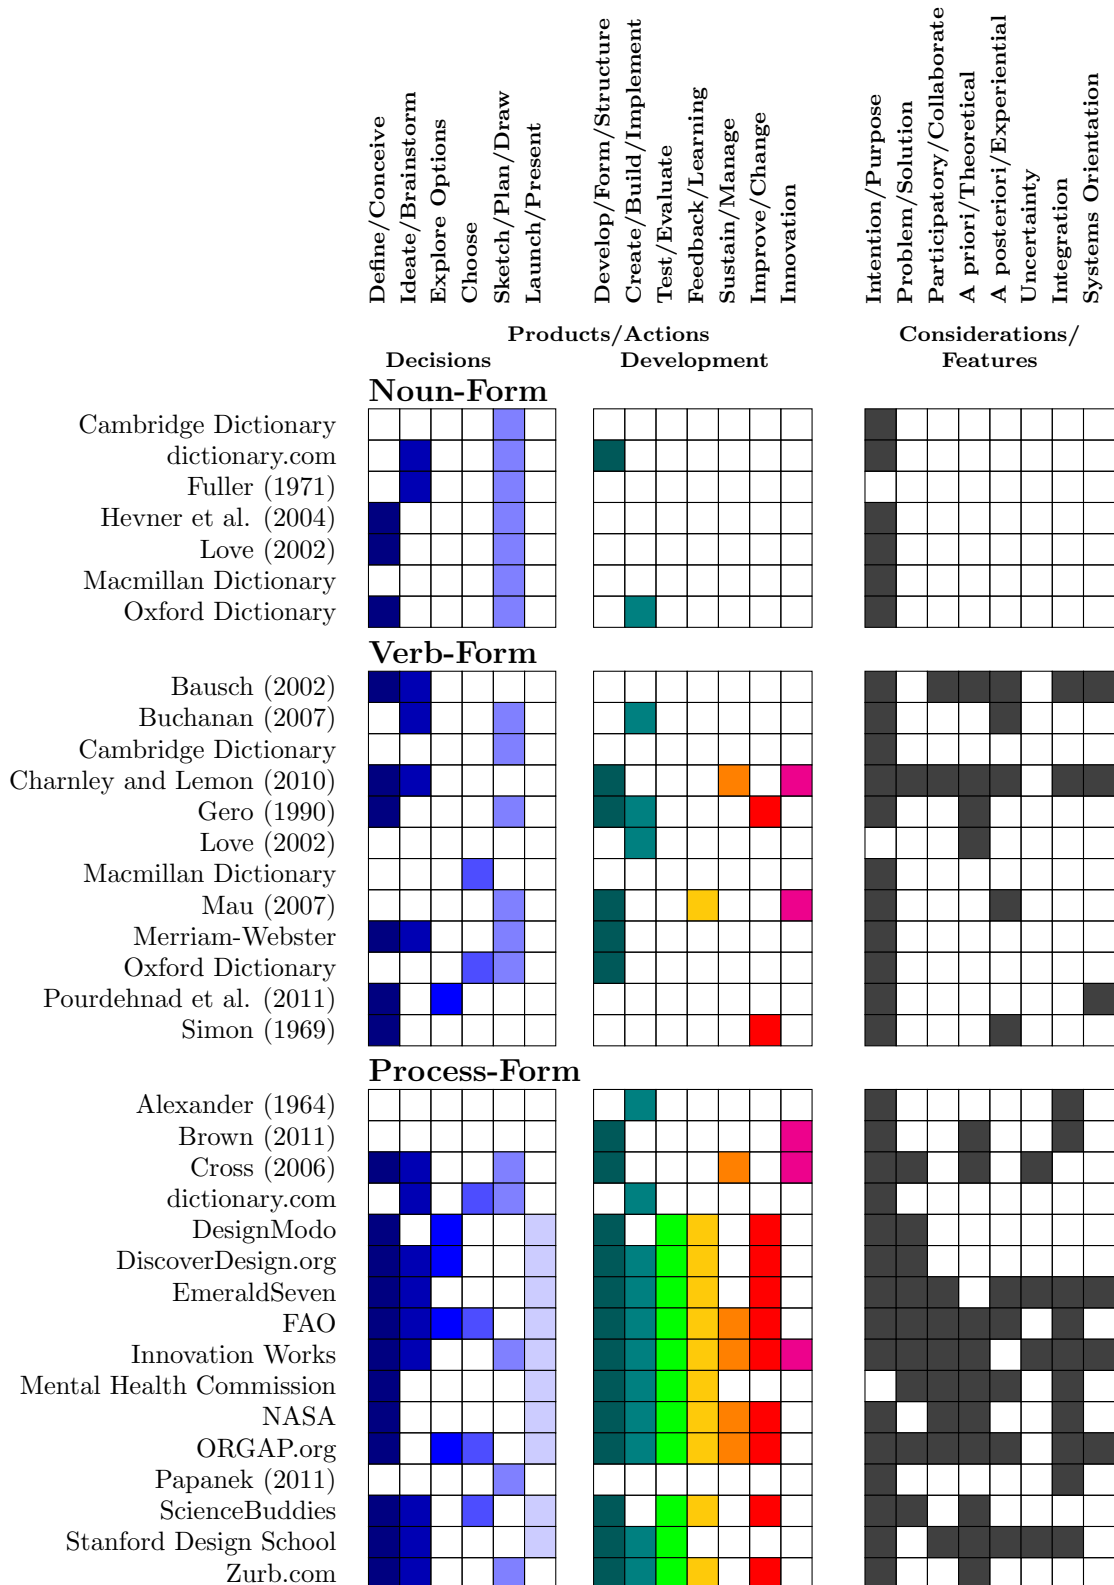 Define/Conceive
Ideate/Brainstorm
Explore Options
Choose
Sketch/Plan/Draw
Launch/Present
Develop/Form/Structure
Create/Build/Implement
Test/Evaluate
Feedback/Learning
Sustain/Manage
Improve/Change
Innovation
Intention/Purpose
Problem/Solution
Participatory/Collaborate
A priori/Theoretical
A posteriori/Experiential
Uncertainty
Integration
Systems Orientation
Products/Actions
Decisions
Development
Considerations/
Features
Noun-Form
Cambridge Dictionary
dictionary.com
Fuller (1971)
Hevner et al. (2004)
Love (2002)
Macmillan Dictionary
Oxford Dictionary
Verb-Form
Bausch (2002)
Buchanan (2007)
Cambridge Dictionary
Charnley and Lemon (2010)
Gero (1990)
Love (2002)
Macmillan Dictionary
Mau (2007)
Merriam-Webster
Oxford Dictionary
Pourdehnad et al. (2011)
Simon (1969)
Process-Form
Alexander (1964)
Brown (2011)
Cross (2006)
dictionary.com
DesignModo
DiscoverDesign.org
EmeraldSeven
FAO
Innovation Works
Mental Health Commission
NASA
ORGAP.org
Papanek (2011)
ScienceBuddies
Stanford Design School
Zurb.com